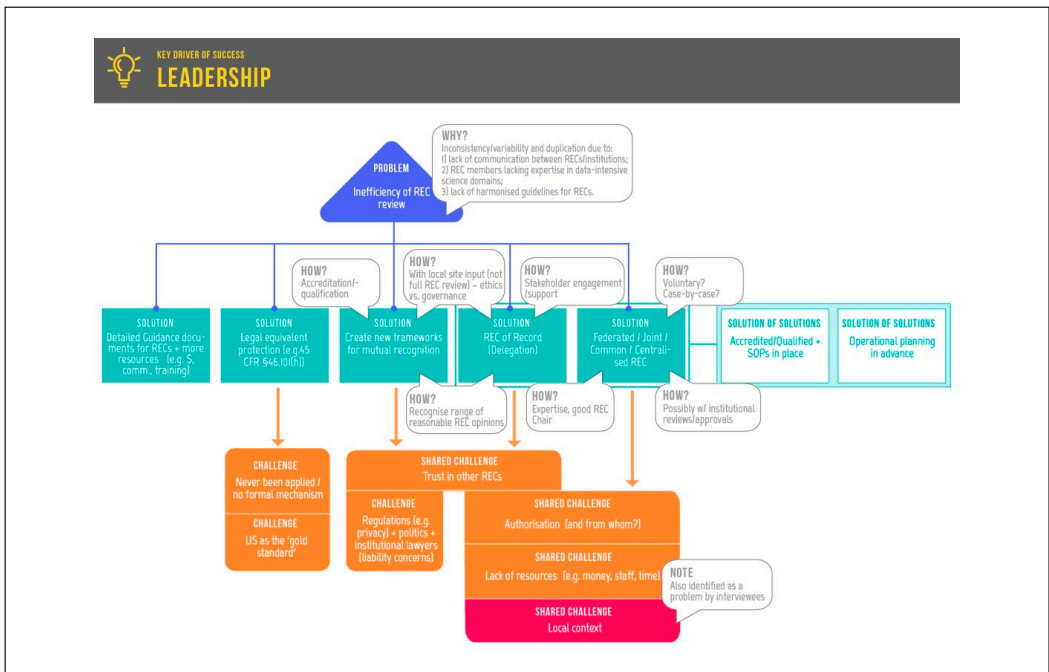 KEY DRIVER OF SUCCESS
LEADERSHIP
WHY?
Inconsistency/variability and duplication due to:
1) lack of communication between RECs/institutions;
2) REC members lacking expertise in data-intensive
science domains;
3) lack of harmonised guidelines for RECs.
PROBLEM
Inefficiency of REC
review
HOW?
Accreditation/-
qualification
HOW?
With local site input (not
full REC review) – ethics
vs. governance
HOW?
Stakeholder engagement
/support
HOW?
Voluntary?
Case-by-case?
SOLUTION
Detailed Guidance docu-
ments for RECs + more
resources (e.g. $,
comm., training)
SOLUTION
Legal equivalent
protection (e.g.45
CFR §46.101(h))
SOLUTION
Create new frameworks
for mutual recognition
SOLUTION
REC of Record
(Delegation)
SOLUTION
Federated / Joint /
Common / Centrali-
sed REC
SOLUTION OF SOLUTIONS
Accredited/Qualified +
SOPs in place
SOLUTION OF SOLUTIONS
Operational planning
in advance
HOW?
Recognise range of
reasonable REC opinions
HOW?
Expertise, good REC
Chair
HOW?
Possibly w/ institutional
reviews/approvals
CHALLENGE
Never been applied /
no formal mechanism
CHALLENGE
US as the 'gold
standard'
SHARED CHALLENGE
Trust in other RECs
CHALLENGE
Regulations (e.g.
privacy) + politics +
institutional lawyers
(liability concerns)
SHARED CHALLENGE
Authorisation (and from whom?)
SHARED CHALLENGE
Lack of resources (e.g. money, staff, time)
SHARED CHALLENGE
Local context
NOTE
Also identified as a
problem by interviewees